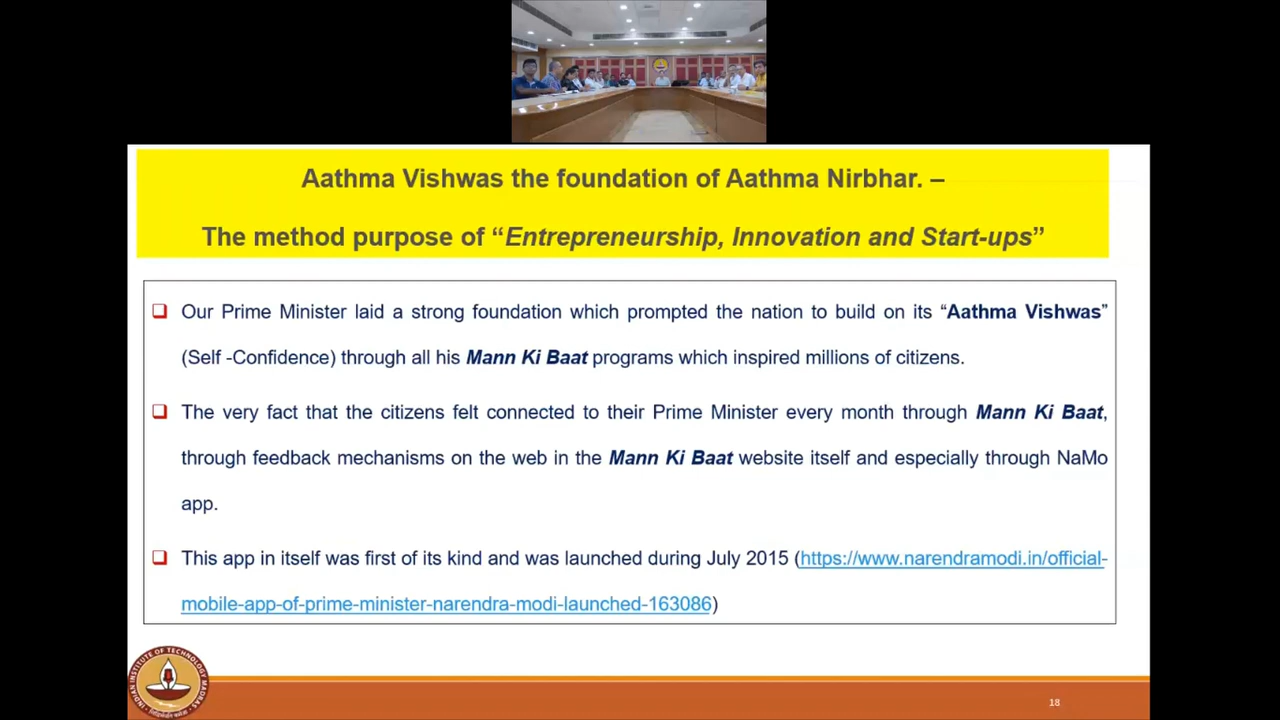 Aathma Vishwas the foundation of Aathma Nirbhar. –
The method purpose of “Entrepreneurship, Innovation and Start-ups”
Our Prime Minister laid a strong foundation which prompted the nation to build on its “Aathma Vishwas”
(Self -Confidence) through all his Mann Ki Baat programs which inspired millions of citizens.
The very fact that the citizens felt connected to their Prime Minister every month through Mann Ki Baat,
through feedback mechanisms on the web in the Mann Ki Baat website itself and especially through NaMo
app.
This app in itself was first of its kind and was launched during July 2015 (https://www.narendramodi.in/official-
mobile-app-of-prime-minister-narendra-modi-launched-163086)
INDIAN INSTITUTE OF TECHNOLOGY MADRAS
18